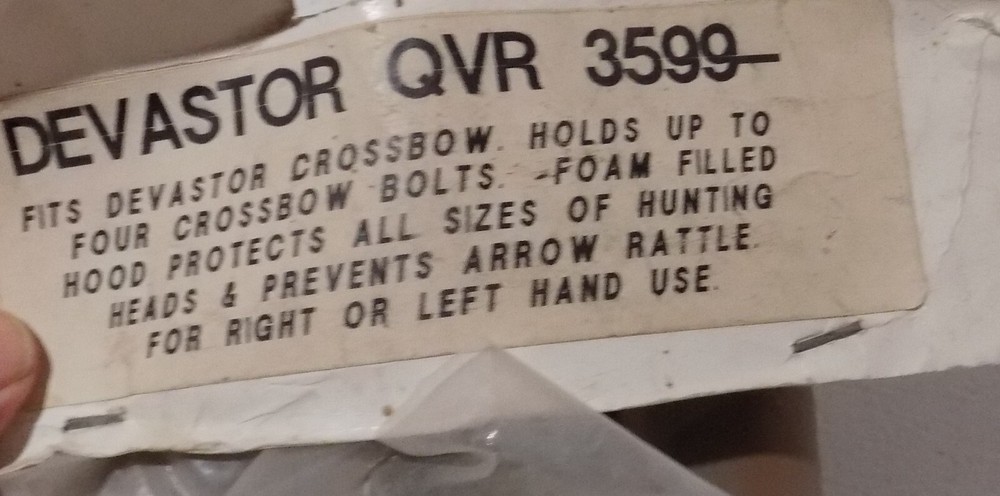 DEVASTOR QVR 3599-
FITS DEVASTOR CROSSBOW. HOLDS UP TO
FOUR CROSSBOW BOLTS. -FOAM FILLED
HOOD PROTECTS ALL SIZES OF HUNTING
HEADS & PREVENTS ARROW RATTLE.
FOR RIGHT OR LEFT HAND USE.